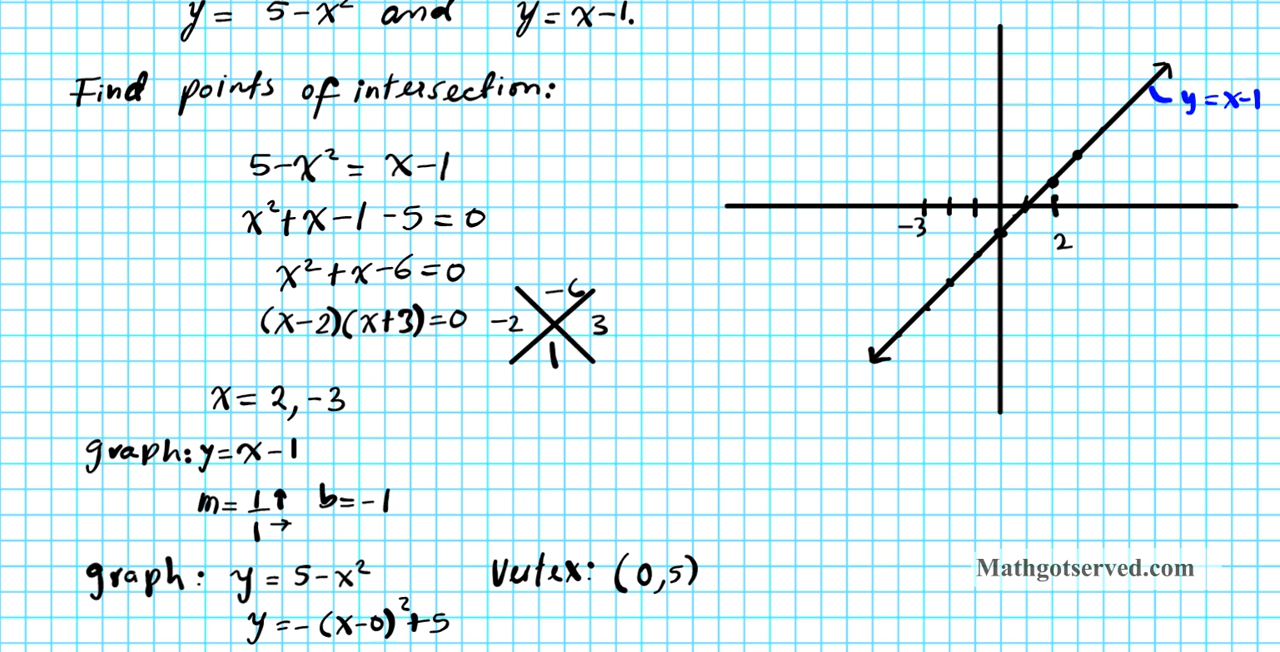 y = 5-x² and y = x-1.
Find points of intersection:
5-x² = x-1
x²+x-1-5=0
x²+x-6=0
(x-2)(x+3)=0
-6
-2 3
1
x = 2, -3
graph: y=x-1
m= 1↑ b=-1
1→
graph: y = 5-x² Vertex: (0,5)
y = -(x-0)²+5
y=x-1
-3
2
Mathgotserved.com